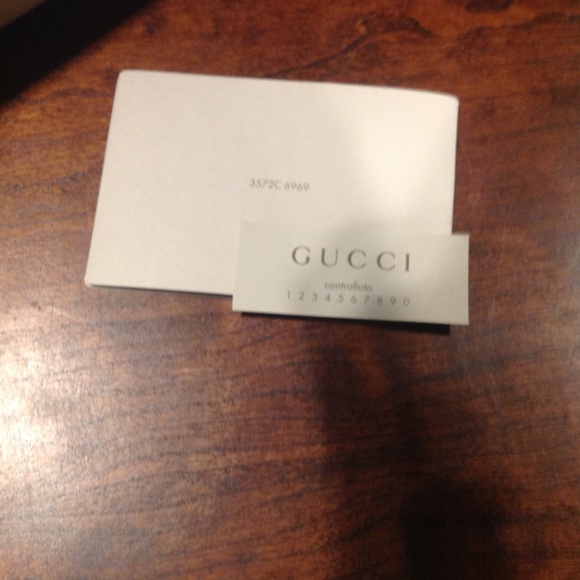 3572C 6969
GUCCI
controllato
1 2 3 4 5 6 7 8 9 0